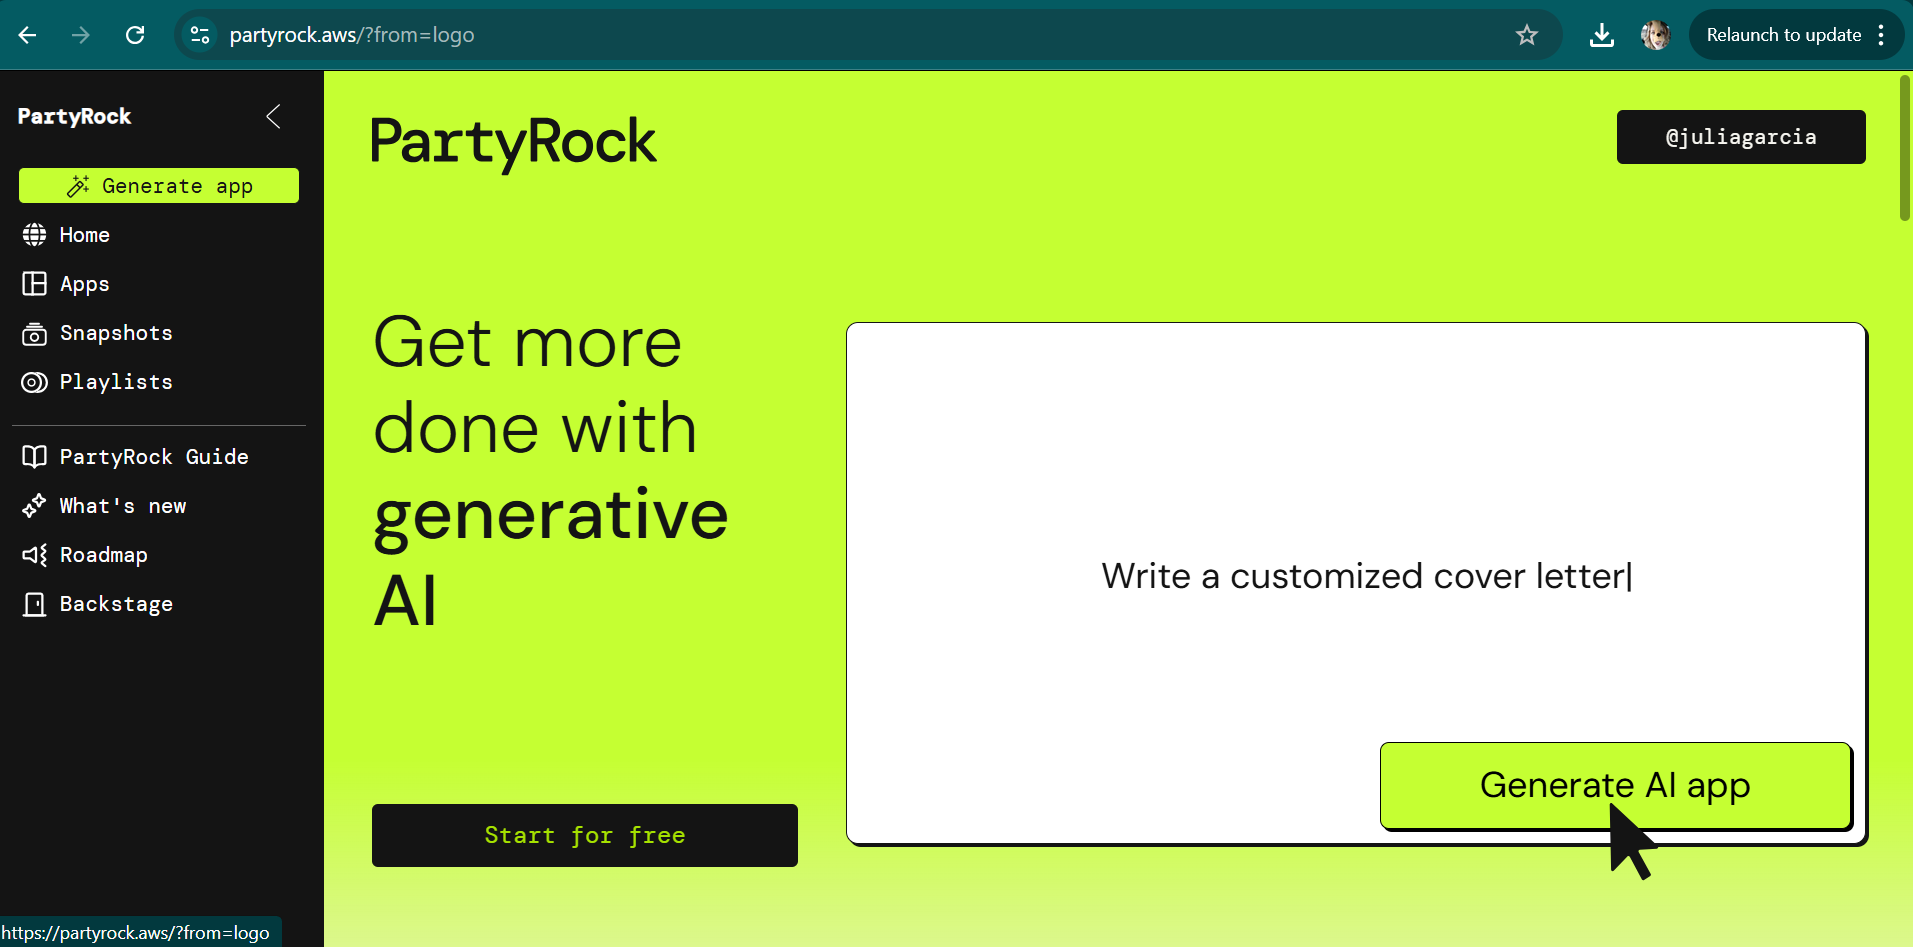 partyrock.aws/?from=logo
Relaunch to update
PartyRock
Generate app
Home
Apps
Snapshots
Playlists
PartyRock Guide
What's new
Roadmap
Backstage
PartyRock
@juliagarcia
Get more
done with
generative
AI
Start for free
Write a customized cover letter|
Generate AI app
https://partyrock.aws/?from=logo